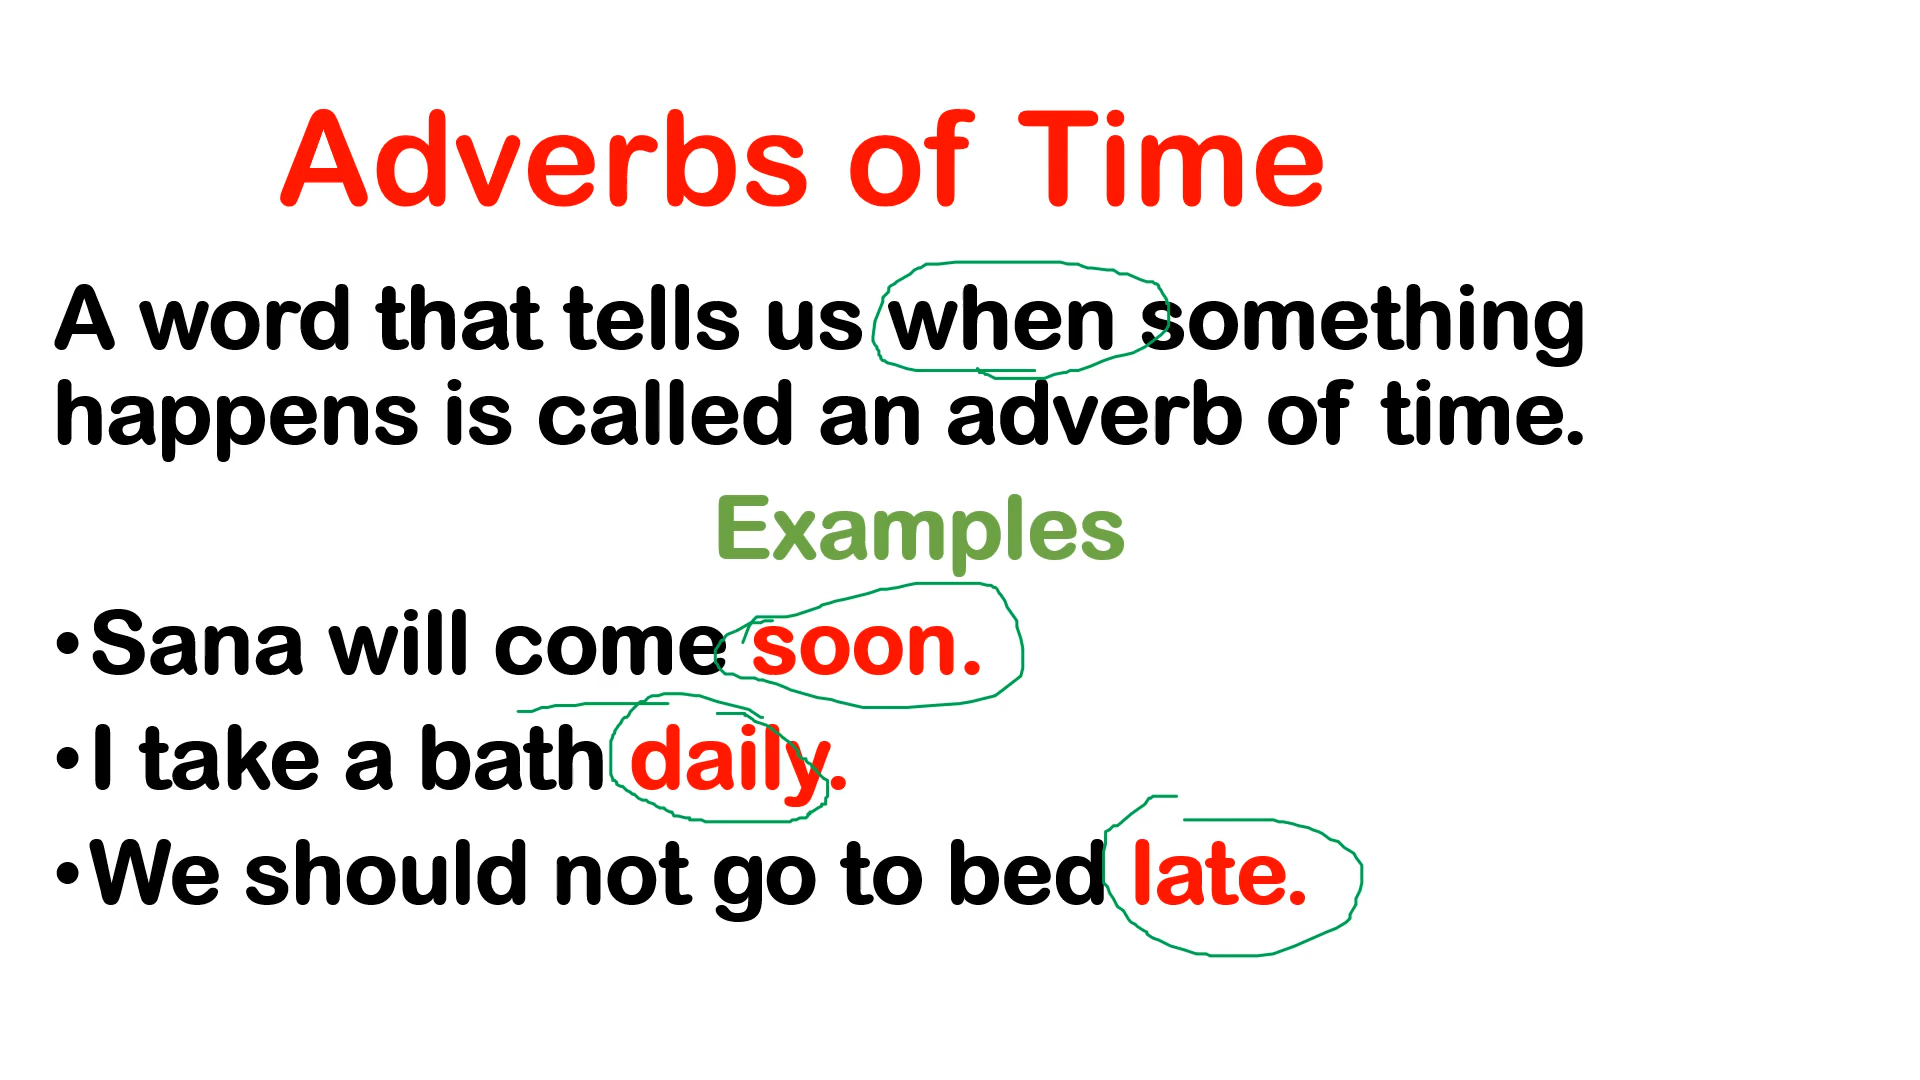 Adverbs of Time
A word that tells us when something
happens is called an adverb of time.
Examples
•Sana will come soon.
•I take a bath daily.
•We should not go to bed late.